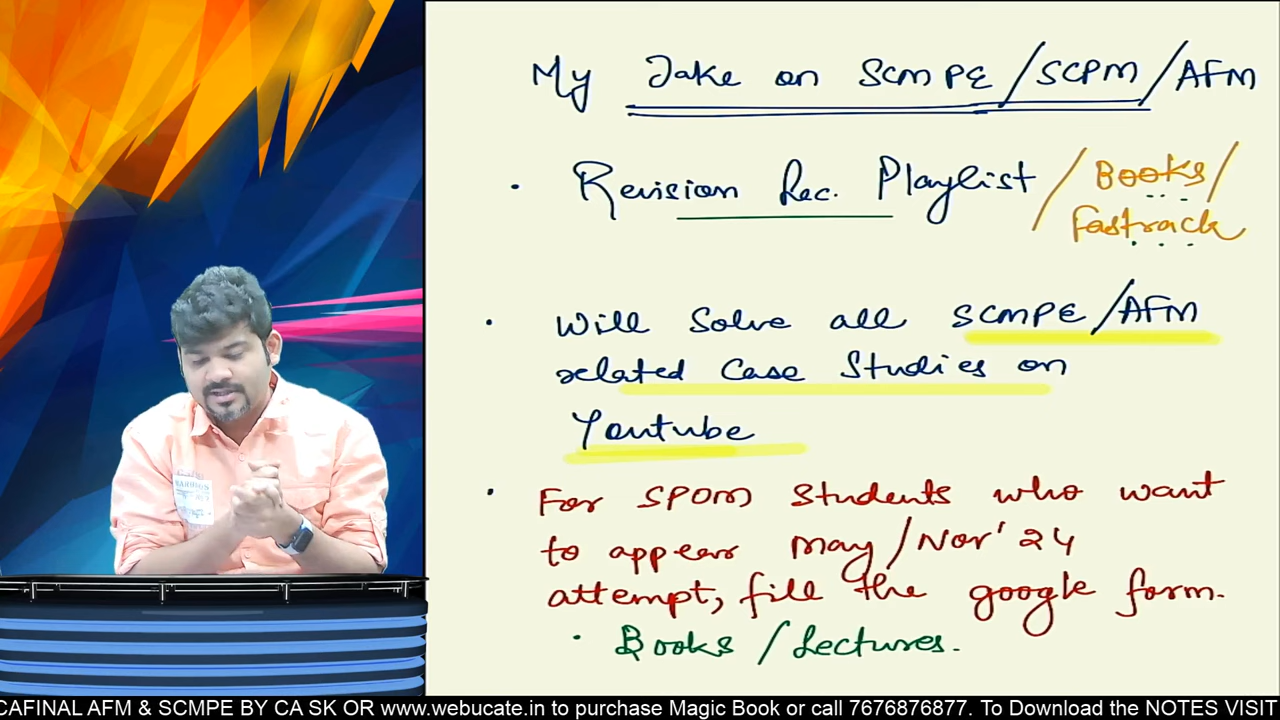 My Take on SCMPE/SCPM/AFM
· Revision Rec. Playlist / Books /
Fastrack
· Will Solve all SCMPE/AFM
related Case Studies on
Youtube
· For SPOM Students who want
to appear May/Nov' 24
attempt, fill the google form.
· Books / Lectures.
CAFINAL AFM & SCMPE BY CA SK OR www.webucate.in to purchase Magic Book or call 7676876877. To Download the NOTES VISIT